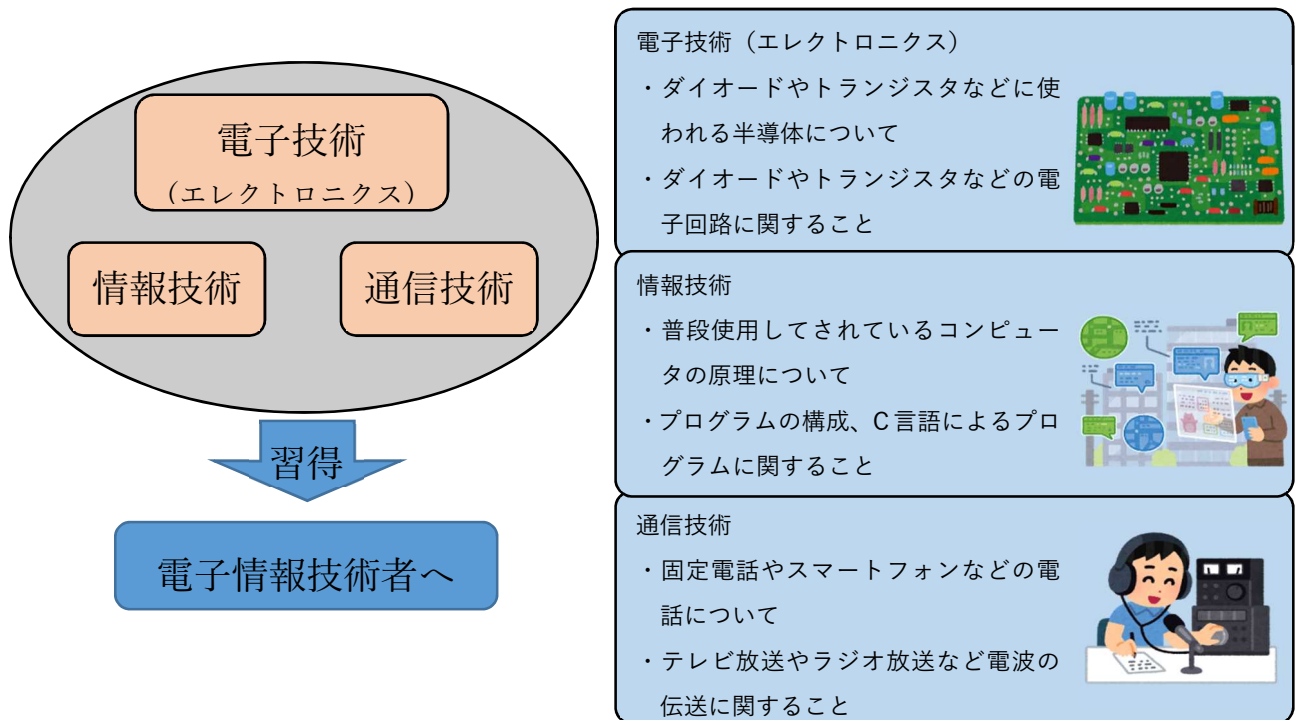 電子技術
（エレクトロニクス）
情報技術
通信技術
習得
電子情報技術者へ
電子技術（エレクトロニクス）
・ダイオードやトランジスタなどに使
われる半導体について
・ダイオードやトランジスタなどの電
子回路に関すること
情報技術
・普段使用してされているコンピュー
タの原理について
・プログラムの構成、C言語によるプロ
グラムに関すること
通信技術
・固定電話やスマートフォンなどの電
話について
・テレビ放送やラジオ放送など電波の
伝送に関すること